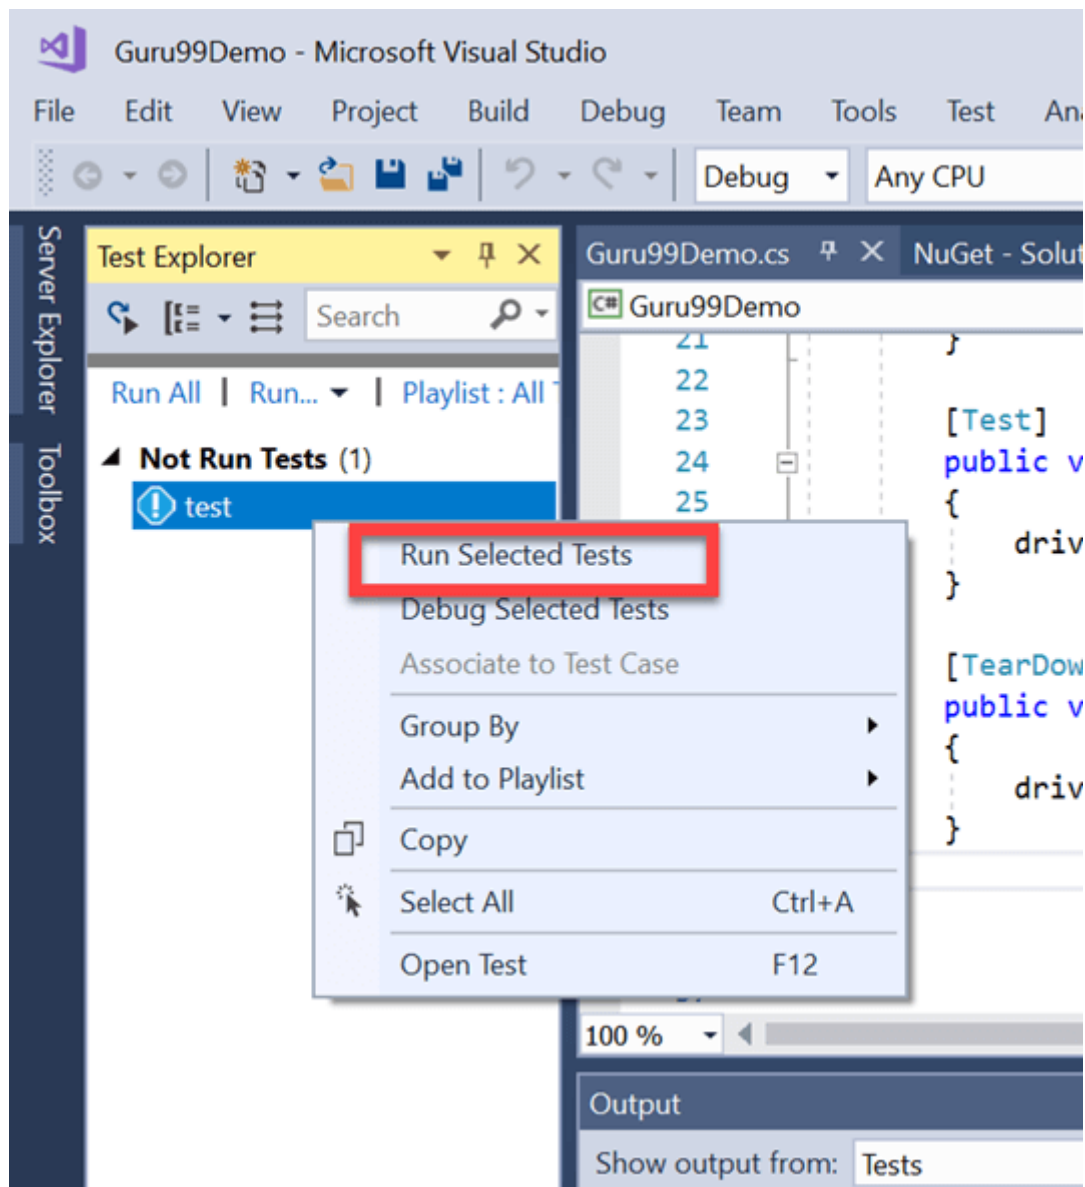 Guru99Demo - Microsoft Visual Studio
File Edit View Project Build Debug Team Tools Test Ana
Debug Any CPU
Server Explorer
Toolbox
Test Explorer
Search
Run All | Run... | Playlist : All
Not Run Tests (1)
test
Run Selected Tests
Debug Selected Tests
Associate to Test Case
Group By
Add to Playlist
Copy
Select All Ctrl+A
Open Test F12
Guru99Demo.cs NuGet - Solut
C# Guru99Demo
21 }
22
23 [Test]
24 public v
25 {
driv
}
[TearDow
public v
{
driv
}
100 %
Output
Show output from: Tests